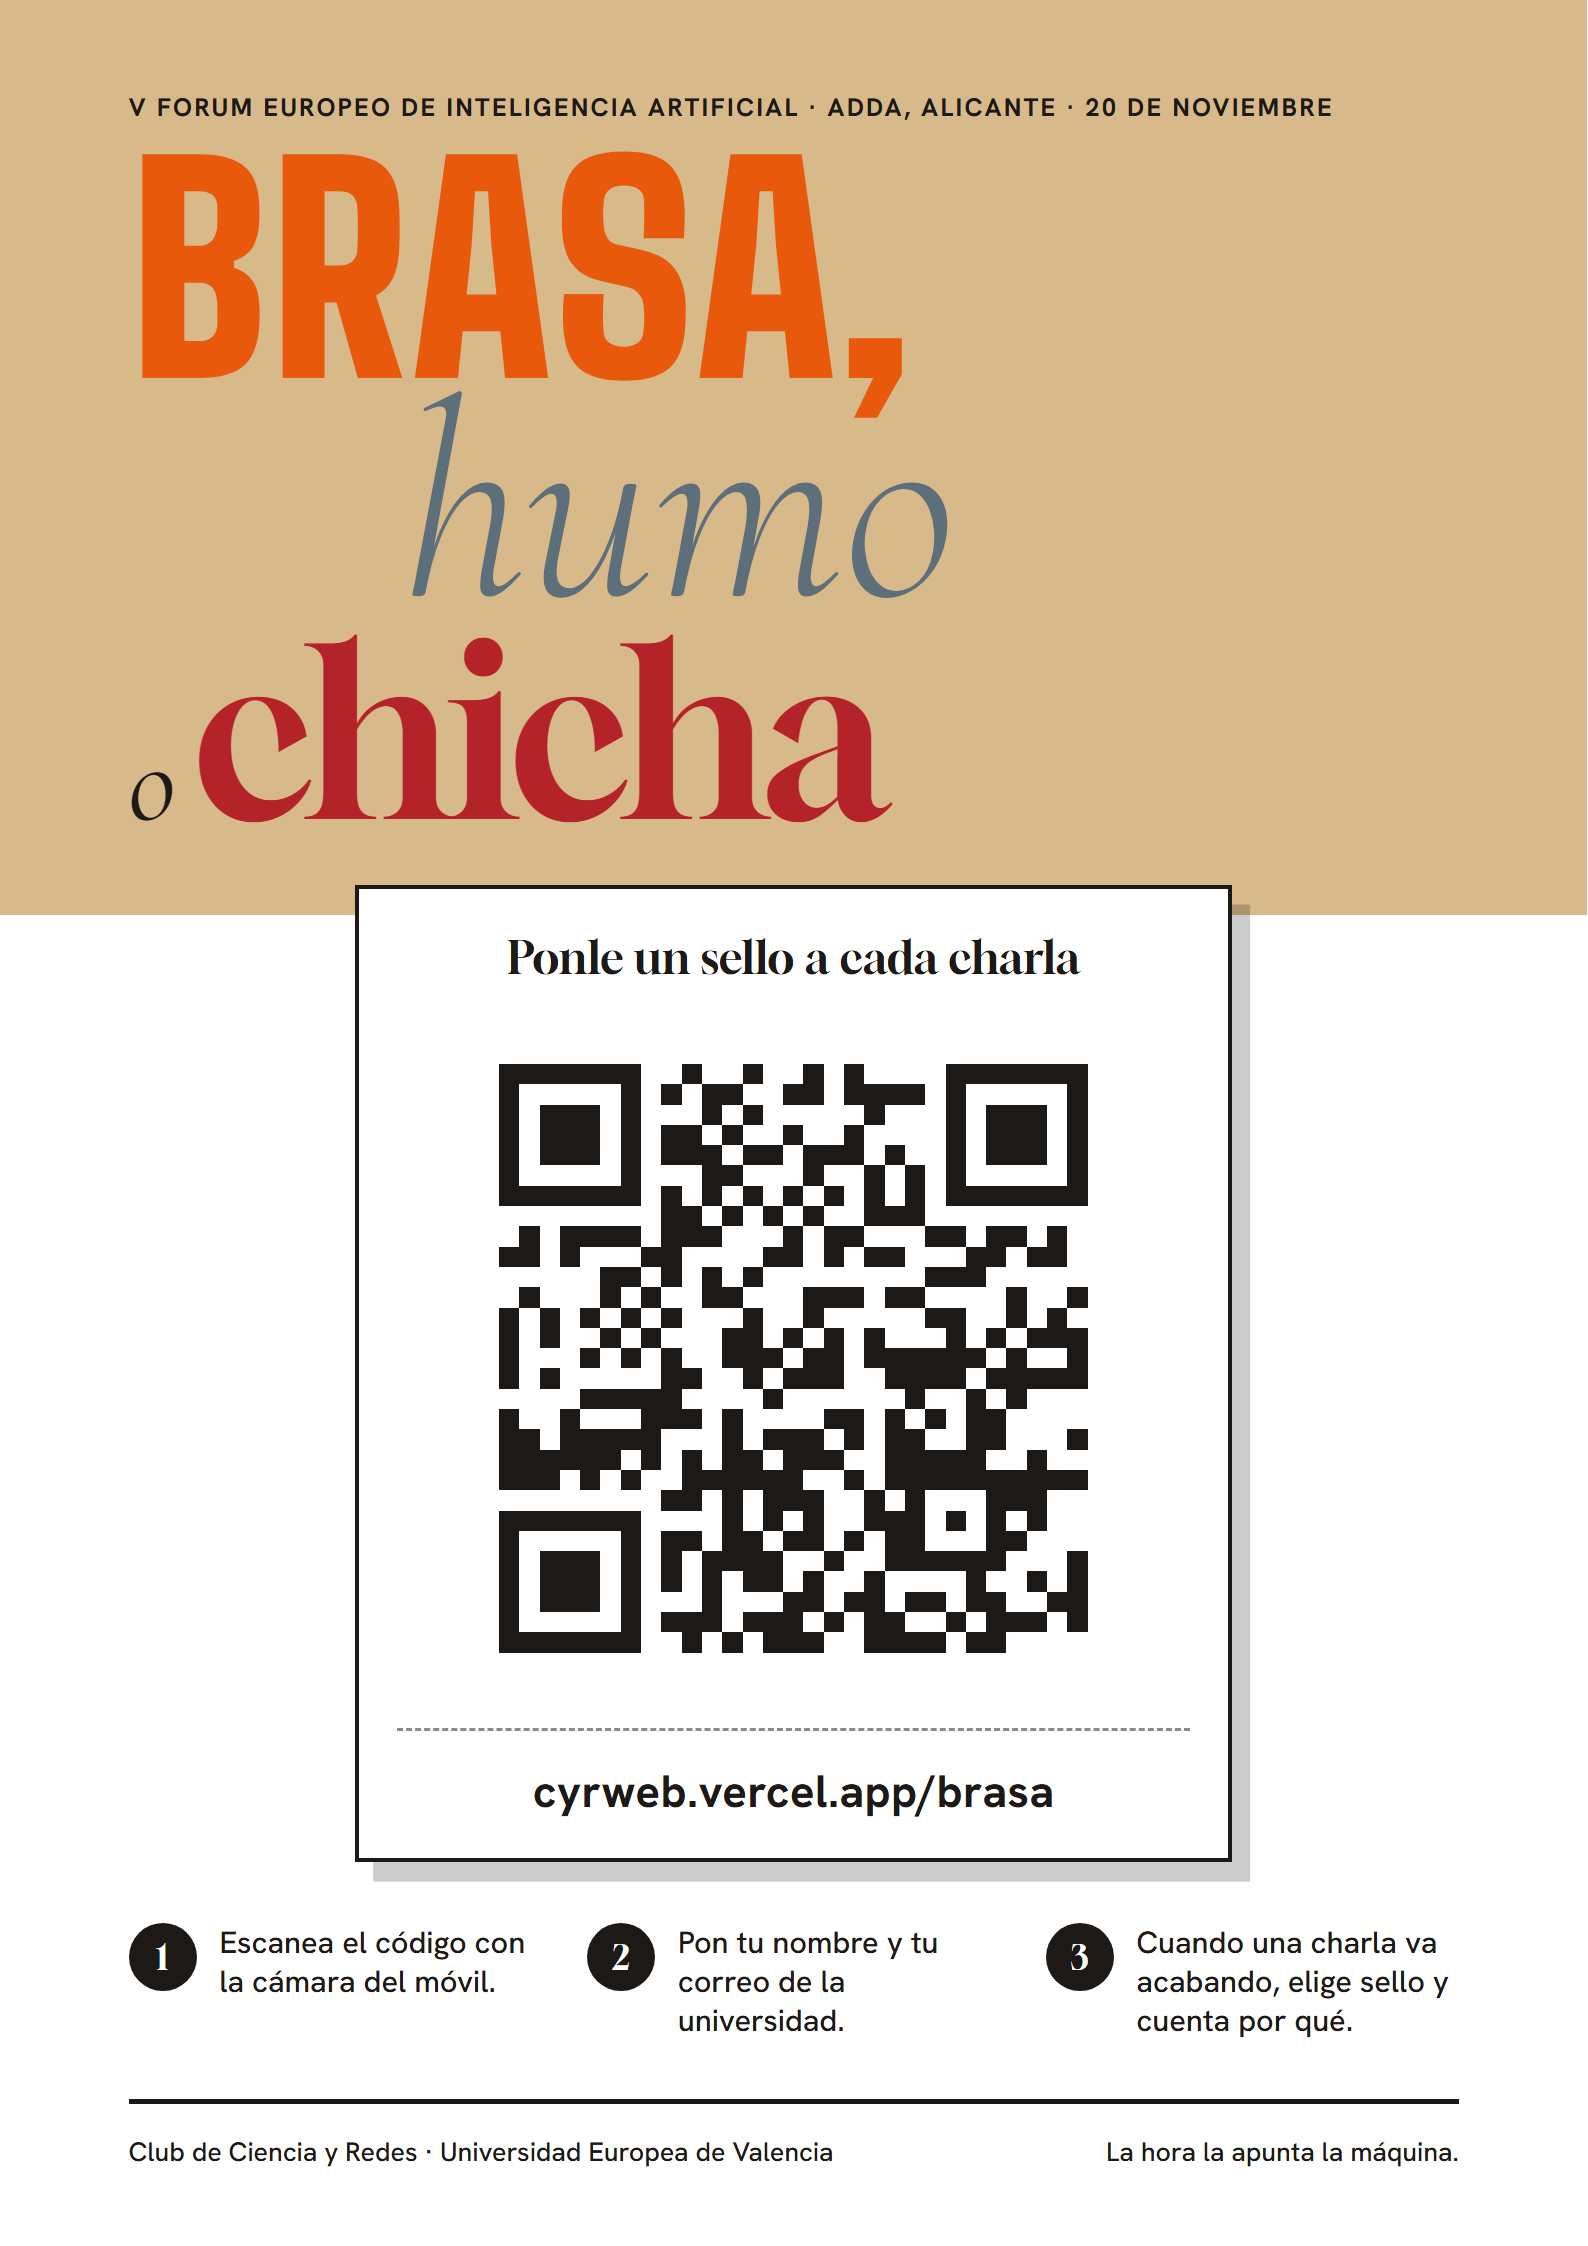 V FORUM EUROPEO DE INTELIGENCIA ARTIFICIAL · ADDA, ALICANTE · 20 DE NOVIEMBRE
BRASA,
humo
o chicha
Ponle un sello a cada charla
cyrweb.vercel.app/brasa
1 Escanea el código con
la cámara del móvil.
2 Pon tu nombre y tu
correo de la
universidad.
3 Cuando una charla va
acabando, elige sello y
cuenta por qué.
Club de Ciencia y Redes · Universidad Europea de Valencia
La hora la apunta la máquina.